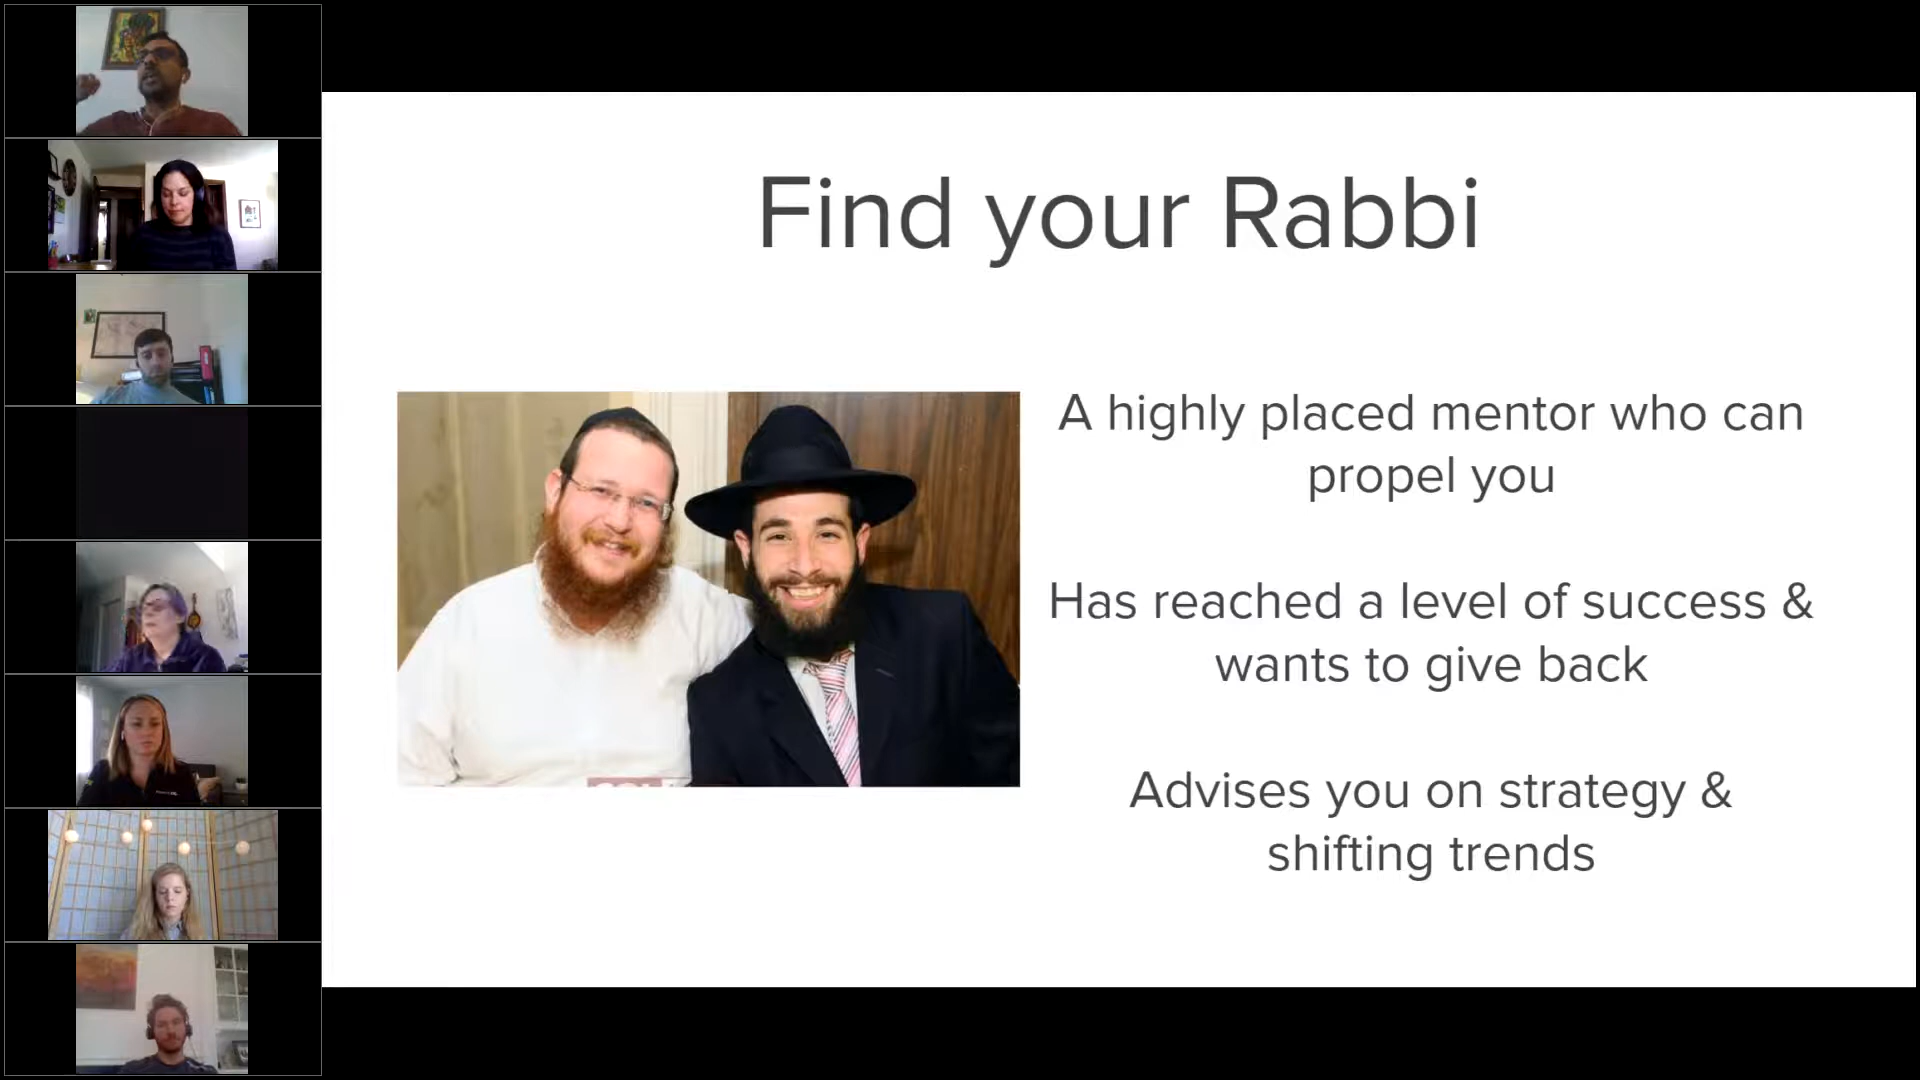 Find your Rabbi
A highly placed mentor who can
propel you
Has reached a level of success &
wants to give back
Advises you on strategy &
shifting trends